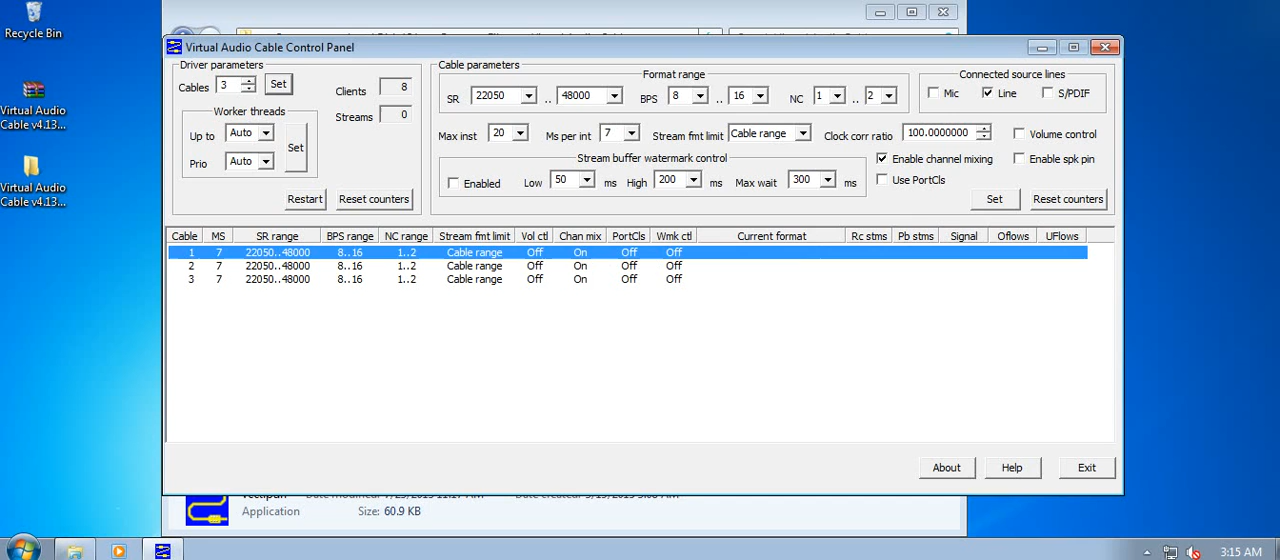 Recycle Bin
Virtual Audio
Cable v4.13...
Virtual Audio
Cable v4.13...
Virtual Audio Cable Control Panel
Driver parameters
Cables 3 Set
Clients 8
Streams 0
Worker threads
Up to Auto
Prio Auto
Set
Restart Reset counters
Cable parameters
Format range
SR 22050 .. 48000 BPS 8 .. 16 NC 1 .. 2
Connected source lines
Mic Line S/PDIF
Max inst 20 Ms per int 7 Stream fmt limit Cable range Clock corr ratio 100.0000000 Volume control
Stream buffer watermark control
Enabled Low 50 ms High 200 ms Max wait 300 ms
Enable channel mixing Enable spk pin
Use PortCls
Set Reset counters
Cable MS SR range BPS range NC range Stream fmt limit Vol ctl Chan mix PortCls Wmk ctl Current format Rc stms Pb stms Signal Oflows UFlows
1 7 22050..48000 8..16 1..2 Cable range Off On Off Off
2 7 22050..48000 8..16 1..2 Cable range Off On Off Off
3 7 22050..48000 8..16 1..2 Cable range Off On Off Off
About Help Exit
Application Size: 60.9 KB
3:15 AM